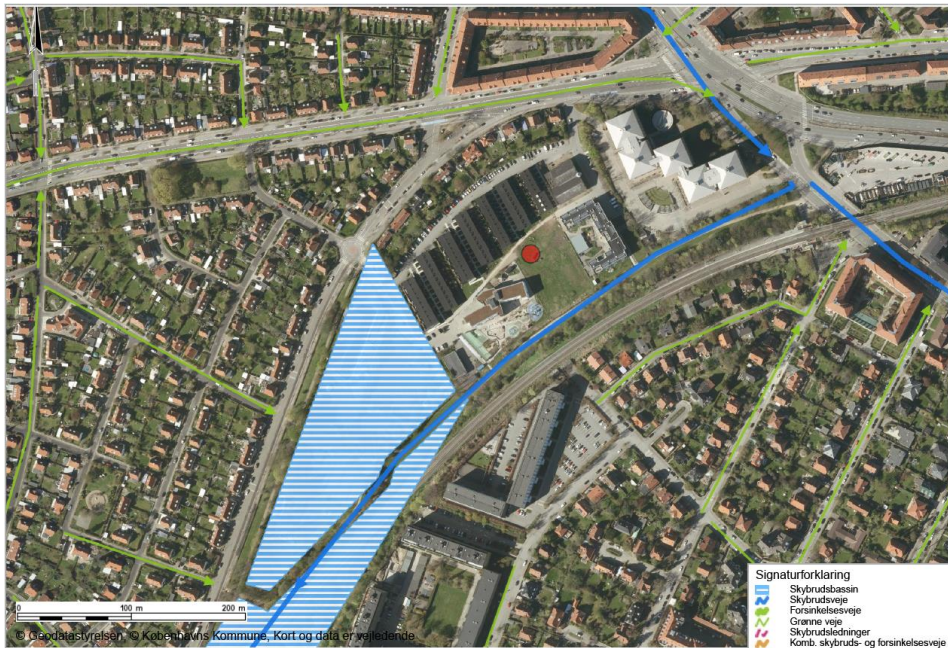 Signaturforklaring
Skybrudsbassin
Skybrudsveje
Forsinkelsesveje
Grønne veje
Skybrudsledninger
Komb. skybruds- og forsinkelsesveje
0 100 m 200 m
© Geodatastyrelsen, © Københavns Kommune, Kort og data er vejledende